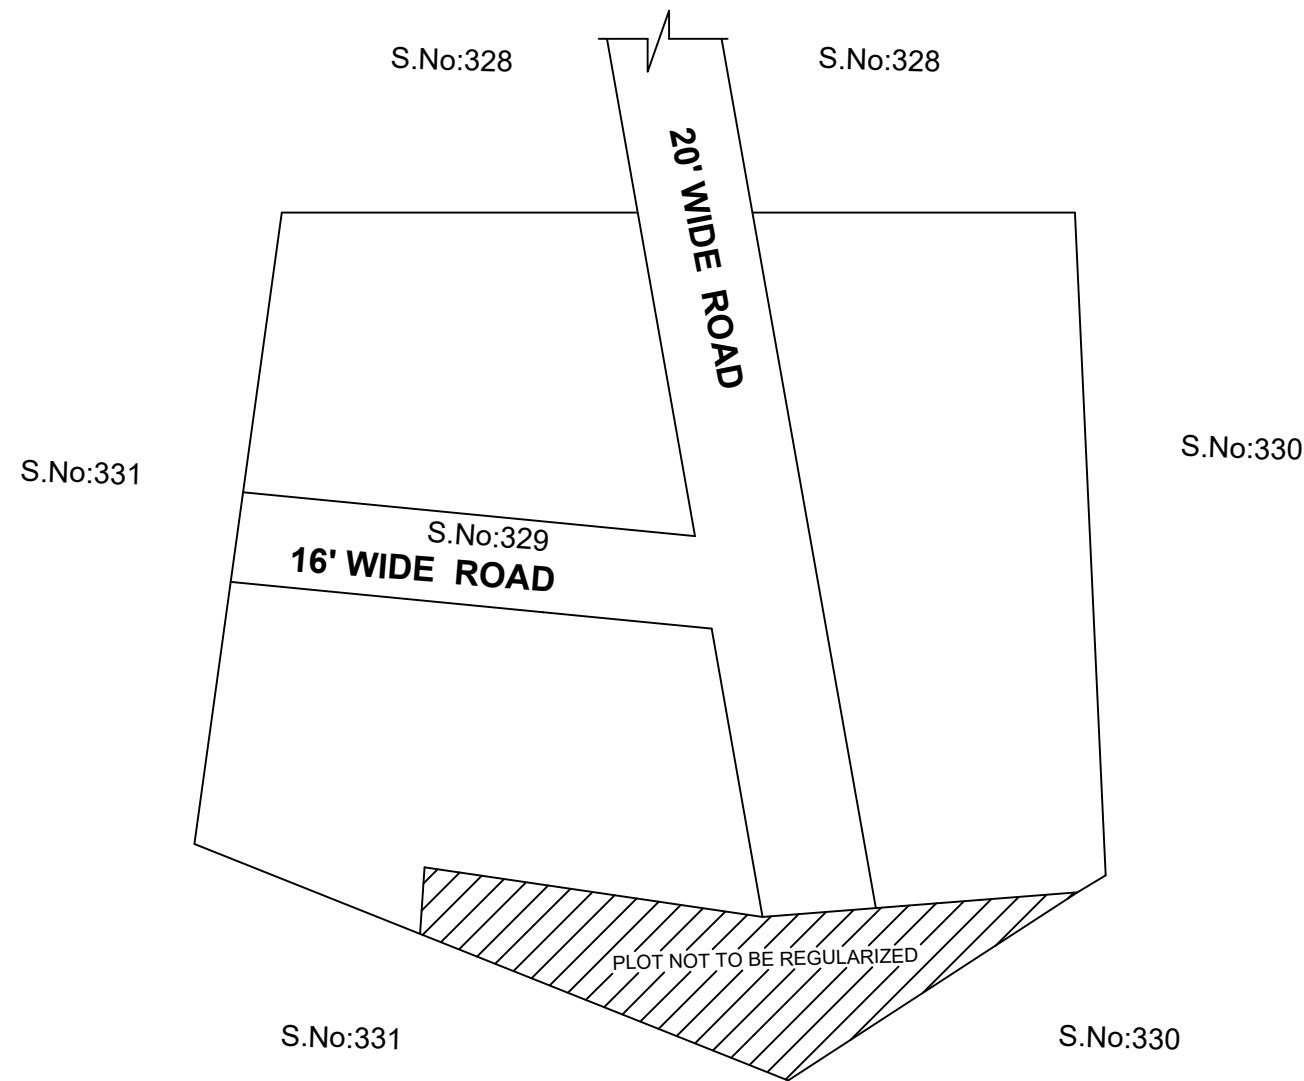 S.No:328
S.No:328
20' WIDE ROAD
S.No:331
S.No:330
S.No:329
16' WIDE ROAD
PLOT NOT TO BE REGULARIZED
S.No:331
S.No:330